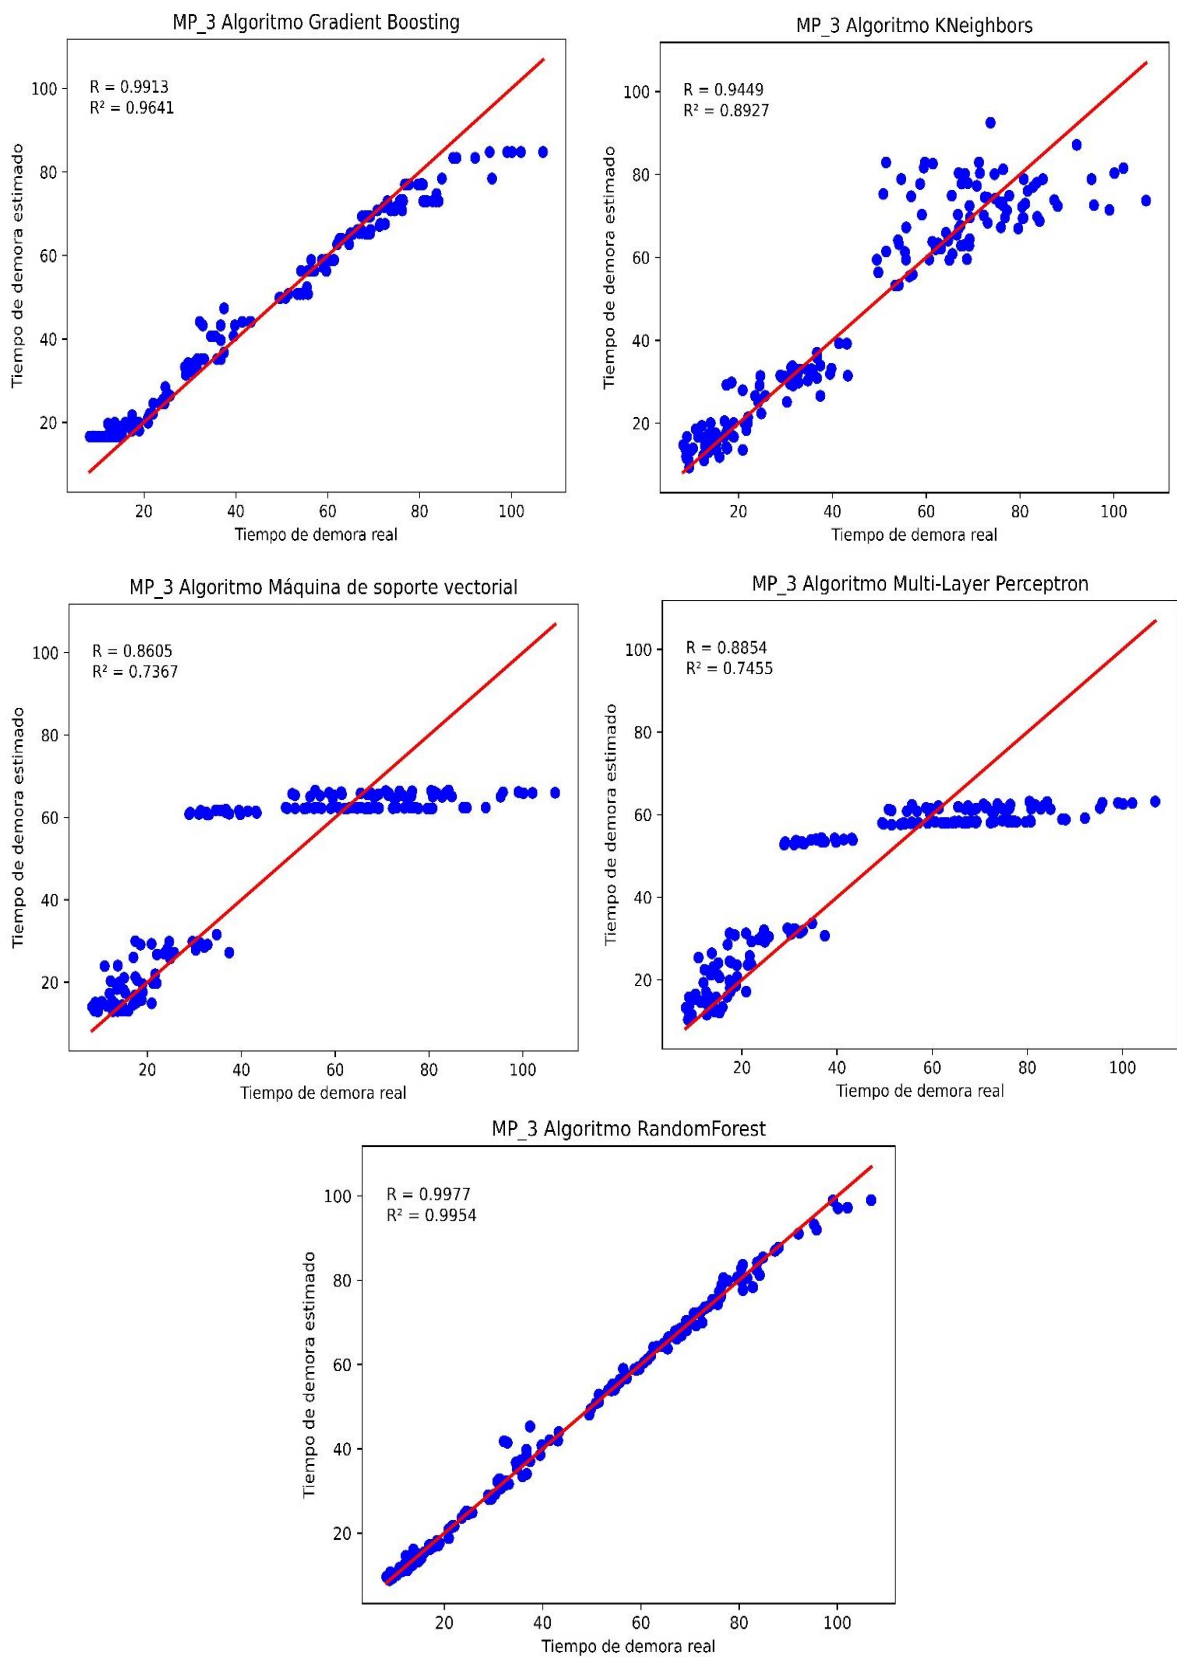 MP_3 Algoritmo Gradient Boosting
R = 0.9913
R² = 0.9641
Tiempo de demora estimado
100
80
60
40
20
20 40 60 80 100
Tiempo de demora real
MP_3 Algoritmo KNeighbors
R = 0.9449
R² = 0.8927
Tiempo de demora estimado
100
80
60
40
20
20 40 60 80 100
Tiempo de demora real
MP_3 Algoritmo Máquina de soporte vectorial
R = 0.8605
R² = 0.7367
Tiempo de demora estimado
100
80
60
40
20
20 40 60 80 100
Tiempo de demora real
MP_3 Algoritmo Multi-Layer Perceptron
R = 0.8854
R² = 0.7455
Tiempo de demora estimado
100
80
60
40
20
20 40 60 80 100
Tiempo de demora real
MP_3 Algoritmo RandomForest
R = 0.9977
R² = 0.9954
Tiempo de demora estimado
100
80
60
40
20
20 40 60 80 100
Tiempo de demora real